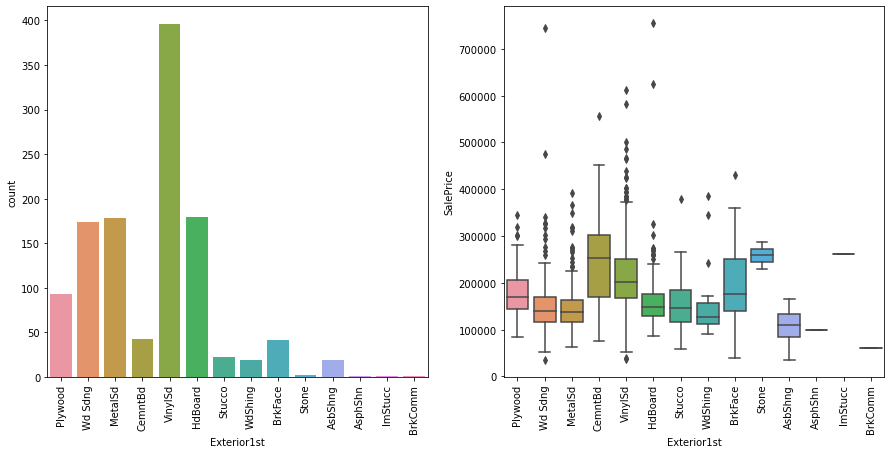 400
350
300
250
200
150
100
50
0
count
Plywood
Wd Sdng
MetalSd
CemntBd
VinylSd
HdBoard
Stucco
WdShing
BrkFace
Stone
AsbShng
AsphShn
ImStucc
BrkComm
Exterior1st
700000
600000
500000
400000
300000
200000
100000
0
SalePrice
Plywood
Wd Sdng
MetalSd
CemntBd
VinylSd
HdBoard
Stucco
WdShing
BrkFace
Stone
AsbShng
AsphShn
ImStucc
BrkComm
Exterior1st